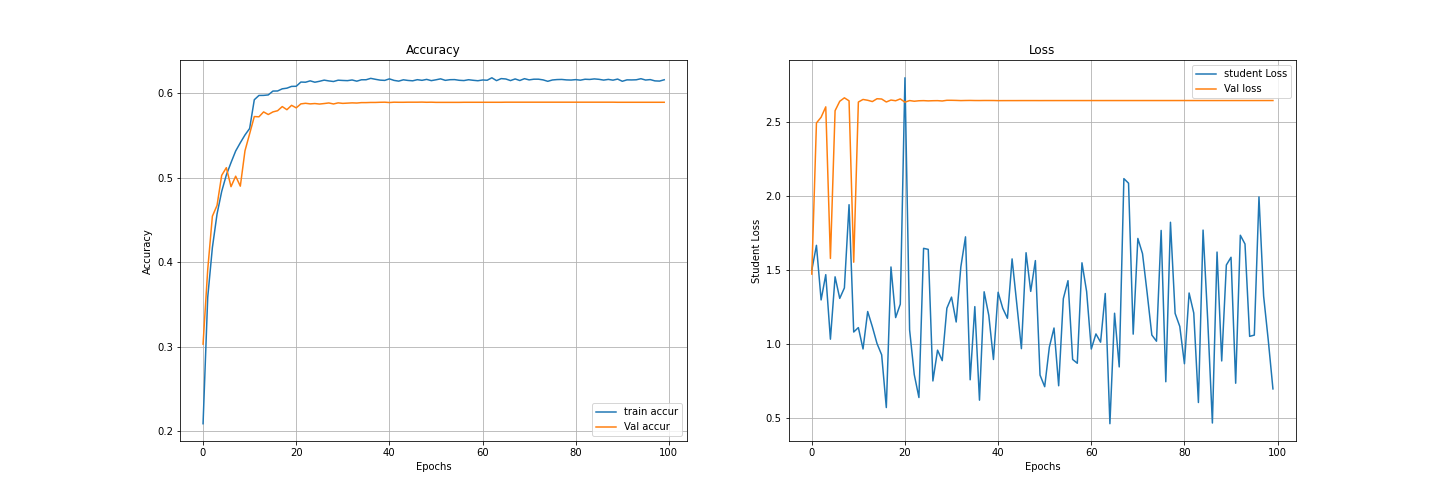 Accuracy
0.6
0.5
0.4
0.3
0.2
Accuracy
0 20 40 60 80 100
Epochs
train accur
Val accur
Loss
2.5
2.0
1.5
1.0
0.5
Student Loss
0 20 40 60 80 100
Epochs
student Loss
Val loss